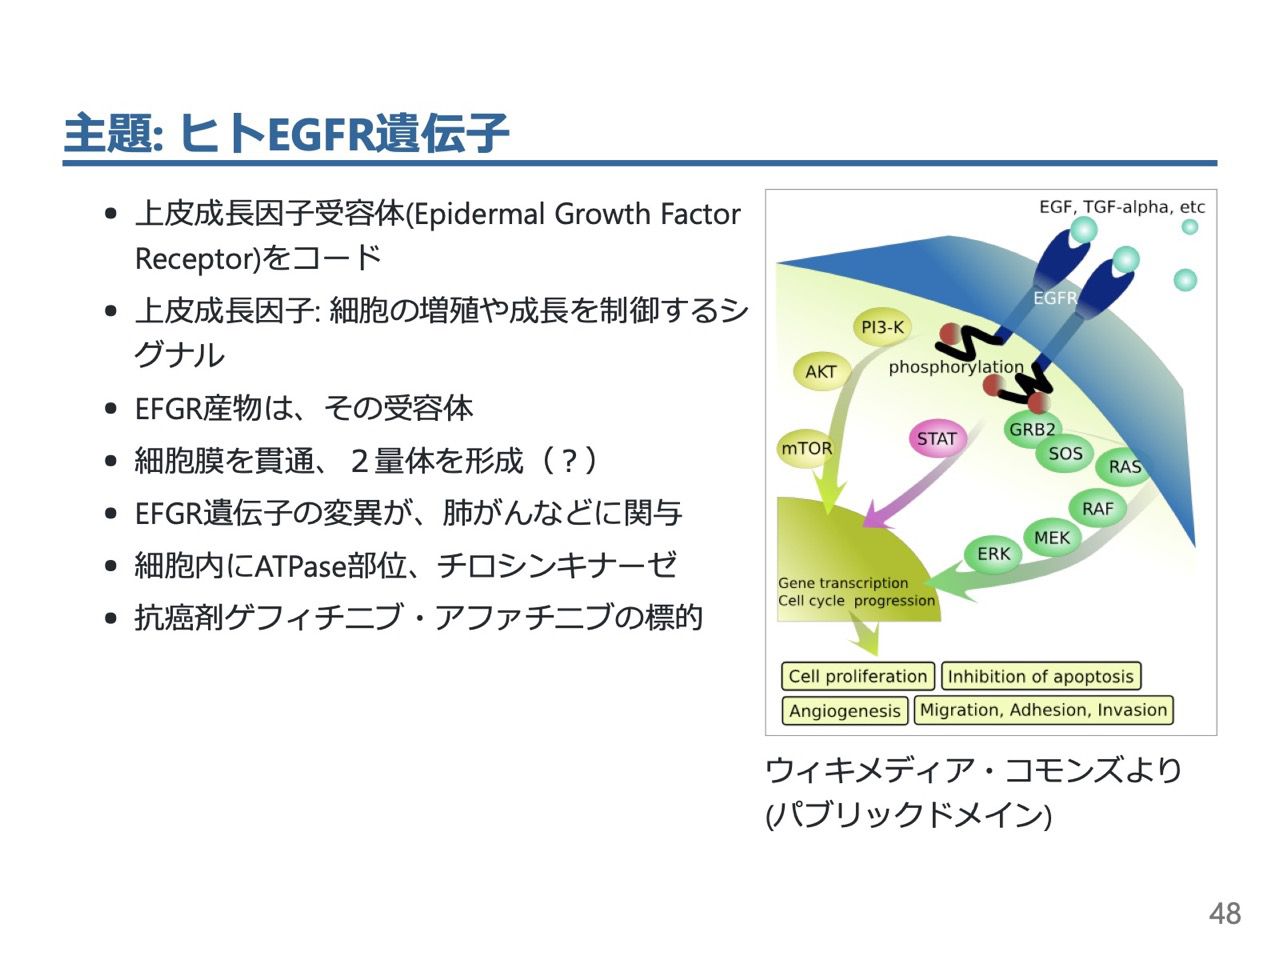 主題: ヒトEGFR遺伝子
• 上皮成長因子受容体(Epidermal Growth Factor
Receptor)をコード
• 上皮成長因子: 細胞の増殖や成長を制御するシ
グナル
• EFGR産物は、その受容体
• 細胞膜を貫通、２量体を形成（？）
• EFGR遺伝子の変異が、肺がんなどに関与
• 細胞内にATPase部位、チロシンキナーゼ
• 抗癌剤ゲフィチニブ・アファチニブの標的
EGF, TGF-alpha, etc
EGFR
PI3-K
phosphorylation
AKT
mTOR
STAT
GRB2
SOS
RAS
RAF
MEK
ERK
Gene transcription
Cell cycle progression
Cell proliferation
Inhibition of apoptosis
Angiogenesis
Migration, Adhesion, Invasion
ウィキメディア・コモンズより
(パブリックドメイン)
48